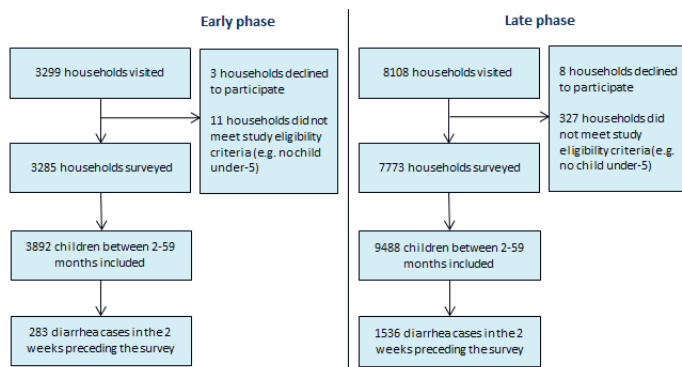 Early phase
3299 households visited
3 households declined
to participate
11 households did not
meet study eligibility
criteria (e.g. no child
under-5)
3285 households surveyed
3892 children between 2-59
months included
283 diarrhea cases in the 2
weeks preceding the survey
Late phase
8108 households visited
8 households declined
to participate
327 households did
not meet study
eligibility criteria (e.g.
no child under-5)
7773 households surveyed
9488 children between 2-59
months included
1536 diarrhea cases in the 2
weeks preceding the survey